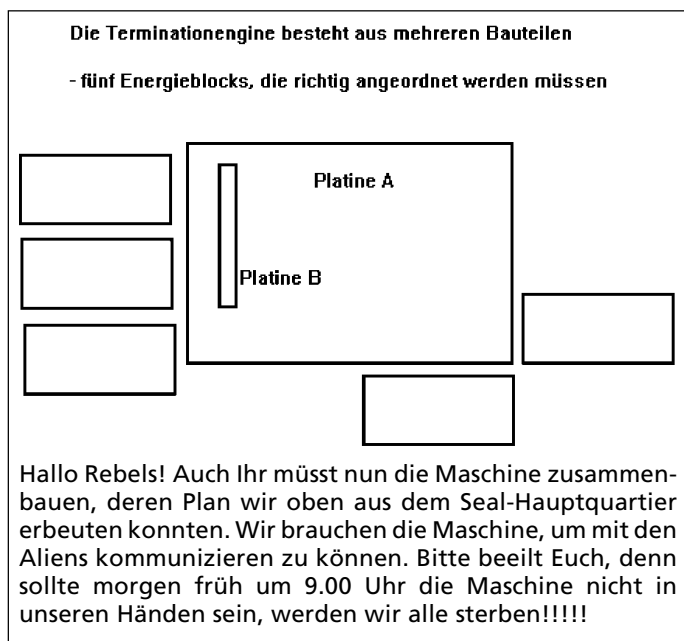 Die Terminationengine besteht aus mehreren Bauteilen
- fünf Energieblocks, die richtig angeordnet werden müssen
Platine A
Platine B
Hallo Rebels! Auch Ihr müsst nun die Maschine zusammen-
bauen, deren Plan wir oben aus dem Seal-Hauptquartier
erbeuten konnten. Wir brauchen die Maschine, um mit den
Aliens kommunizieren zu können. Bitte beeilt Euch, denn
sollte morgen früh um 9.00 Uhr die Maschine nicht in
unseren Händen sein, werden wir alle sterben!!!!!